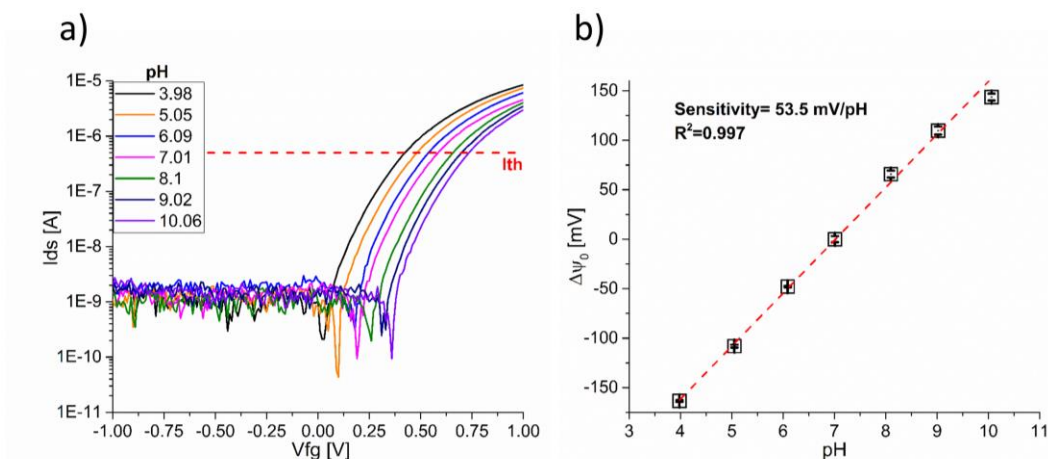 a)
pH
3.98
5.05
6.09
7.01
8.1
9.02
10.06
Ith
1E-5
1E-6
1E-7
1E-8
1E-9
1E-10
1E-11
Ids [A]
-1.00 -0.75 -0.50 -0.25 0.00 0.25 0.50 0.75 1.00
Vfg [V]
b)
Sensitivity= 53.5 mV/pH
R²=0.997
150
100
50
0
-50
-100
-150
Δψ₀ [mV]
3 4 5 6 7 8 9 10 11
pH